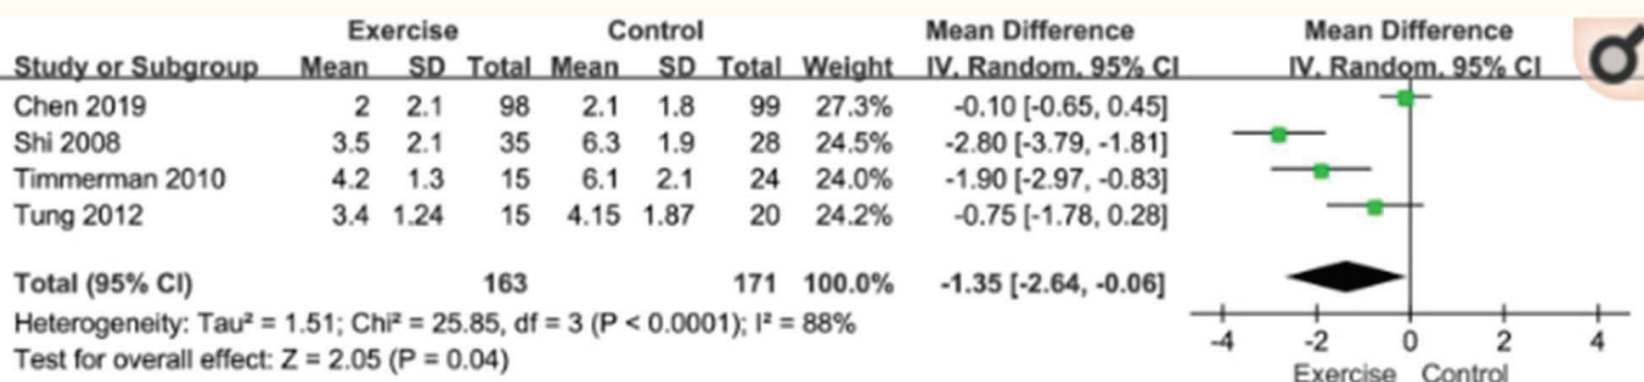 Exercise Control Mean Difference Mean Difference
Study or Subgroup Mean SD Total Mean SD Total Weight IV, Random, 95% CI IV, Random, 95% CI
Chen 2019 2 2.1 98 2.1 1.8 99 27.3% -0.10 [-0.65, 0.45]
Shi 2008 3.5 2.1 35 6.3 1.9 28 24.5% -2.80 [-3.79, -1.81]
Timmerman 2010 4.2 1.3 15 6.1 2.1 24 24.0% -1.90 [-2.97, -0.83]
Tung 2012 3.4 1.24 15 4.15 1.87 20 24.2% -0.75 [-1.78, 0.28]
Total (95% CI) 163 171 100.0% -1.35 [-2.64, -0.06]
Heterogeneity: Tau² = 1.51; Chi² = 25.85, df = 3 (P < 0.0001); I² = 88%
Test for overall effect: Z = 2.05 (P = 0.04)
-4 -2 0 2 4
Exercise Control